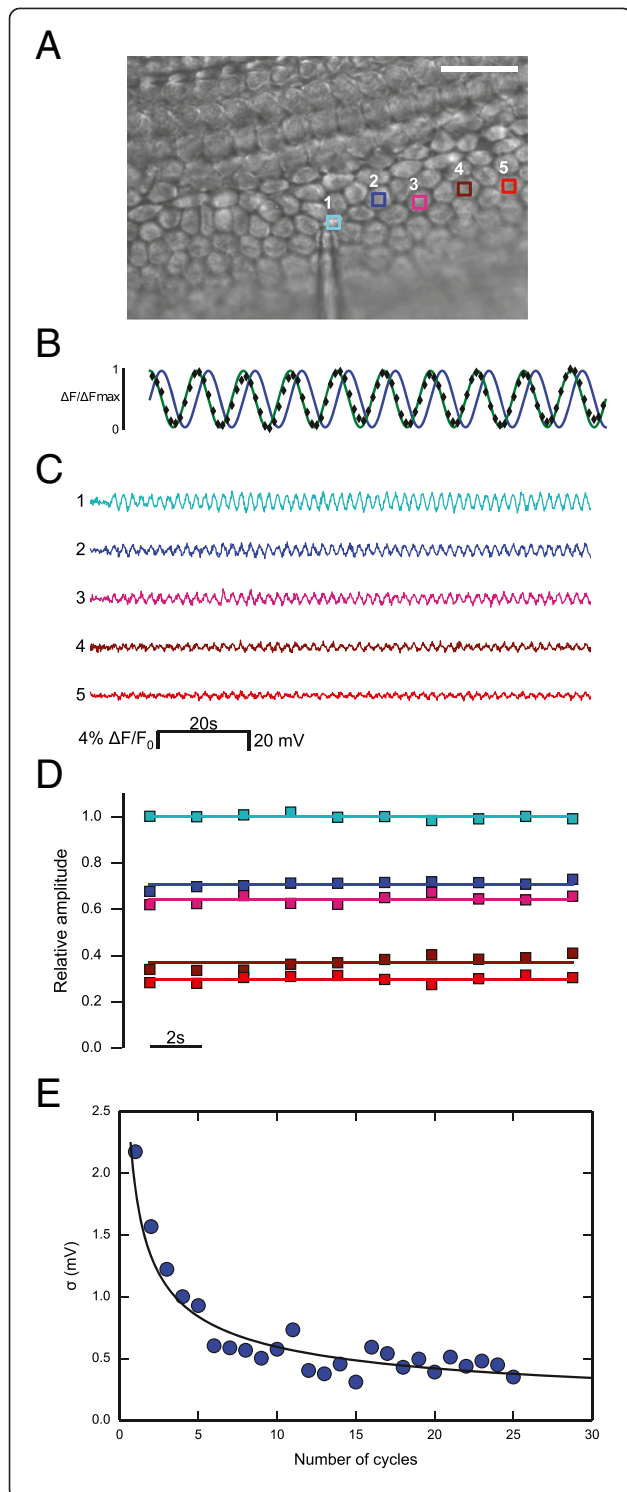 A
1
2
3
4
5
B
1
ΔF/ΔFmax
0
C
1
2
3
4
5
20s
4% ΔF/F0
20 mV
D
1.0
0.8
0.6
0.4
0.2
0.0
Relative amplitude
2s
E
2.5
2.0
1.5
1.0
0.5
0.0
σ (mV)
0 5 10 15 20 25 30
Number of cycles